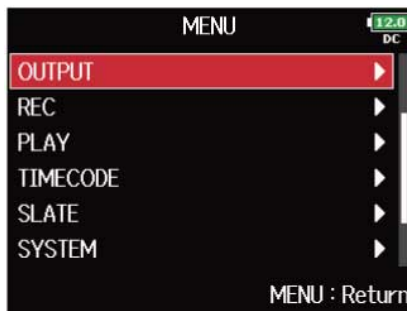 MENU
12.0
DC
OUTPUT
REC
PLAY
TIMECODE
SLATE
SYSTEM
MENU : Return